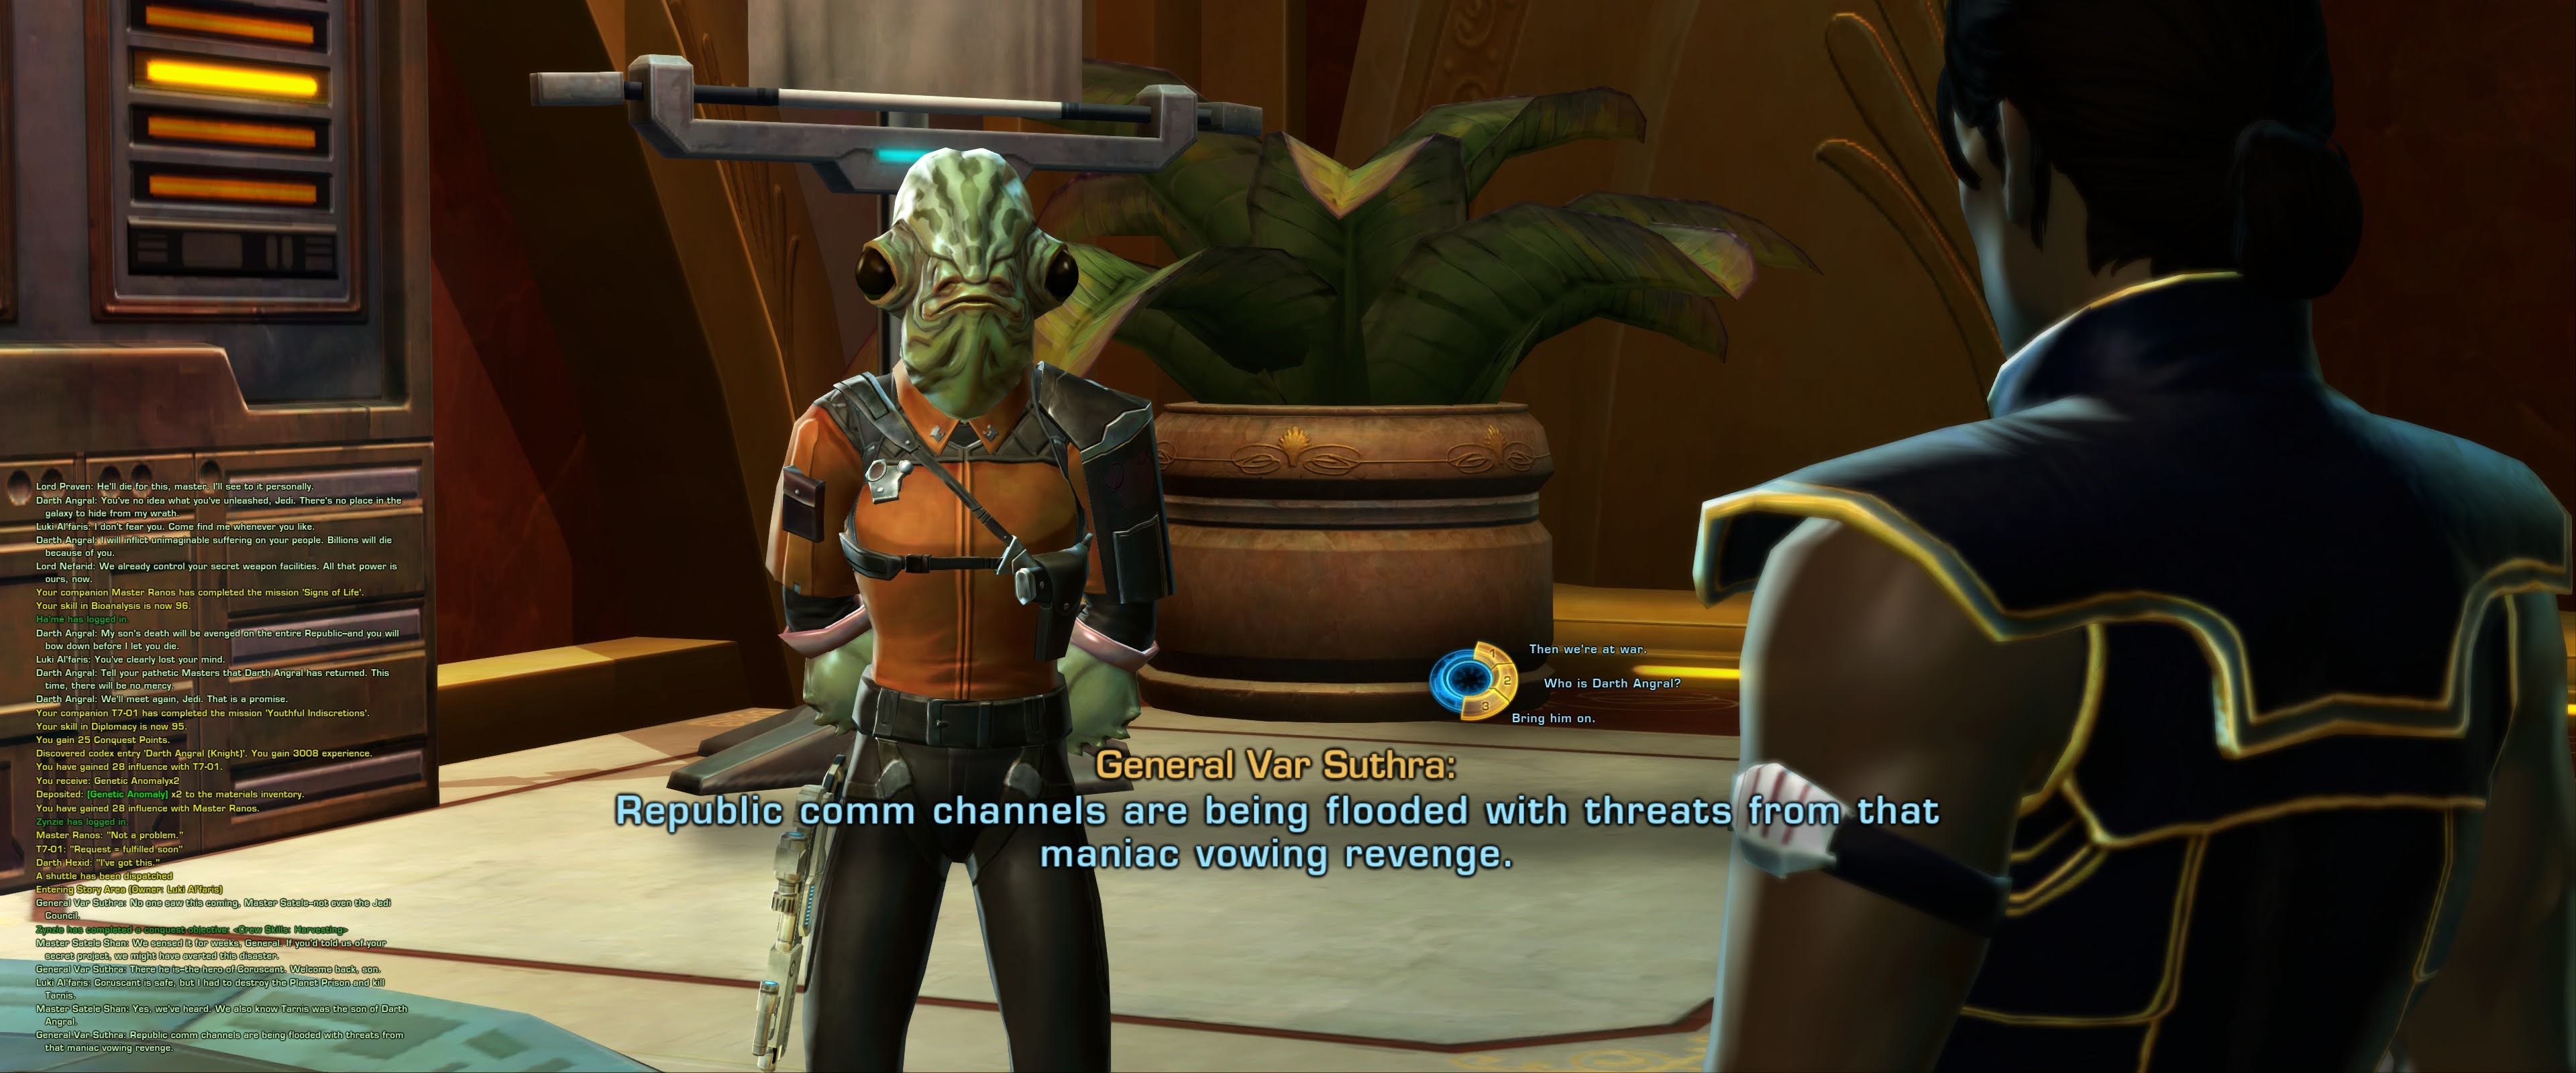 Lord Praven: He'll die for this, master. I'll see to it personally.
Darth Angral: You've no idea what you've unleashed, Jedi. There's no place in the
galaxy to hide from my wrath.
Luki Al'faris: I don't fear you. Come find me whenever you like.
Darth Angral: I will inflict unimaginable suffering on your people. Billions will die
because of you.
Lord Nefarid: We already control your secret weapon facilities. All that power is
ours, now.
Your companion Master Ranos has completed the mission 'Signs of Life'.
Your skill in Bioanalysis is now 96.
Ha'me has logged in.
Darth Angral: My son's death will be avenged on the entire Republic–and you will
bow down before I let you die.
Luki Al'faris: You've clearly lost your mind.
Darth Angral: Tell your pathetic Masters that Darth Angral has returned. This
time, there will be no mercy.
Darth Angral: We'll meet again, Jedi. That is a promise.
Your companion T7-01 has completed the mission 'Youthful Indiscretions'.
Your skill in Diplomacy is now 95.
You gain 25 Conquest Points.
Discovered codex entry 'Darth Angral (Knight)'. You gain 3008 experience.
You have gained 28 influence with T7-01.
You receive: Genetic Anomalyx2
Deposited: [Genetic Anomaly] x2 to the materials inventory.
You have gained 28 influence with Master Ranos.
Zynzie has logged in.
Master Ranos: "Not a problem."
T7-01: "Request = fulfilled soon"
Darth Hexid: "I've got this."
A shuttle has been dispatched
Entering Story Area (Owner: Luki Al'faris)
General Var Suthra: No one saw this coming, Master Satele–not even the Jedi
Council.
Zynzie has completed a conquest objective: <Crew Skills: Harvesting>
Master Satele Shan: We sensed it for weeks, General. If you'd told us of your
secret project, we might have averted this disaster.
General Var Suthra: There he is–the hero of Coruscant. Welcome back, son.
Luki Al'faris: Coruscant is safe, but I had to destroy the Planet Prison and kill
Tarnis.
Master Satele Shan: Yes, we've heard. We also know Tarnis was the son of Darth
Angral.
General Var Suthra: Republic comm channels are being flooded with threats from
that maniac vowing revenge.
1 Then we're at war.
2 Who is Darth Angral?
3 Bring him on.
General Var Suthra:
Republic comm channels are being flooded with threats from that
maniac vowing revenge.